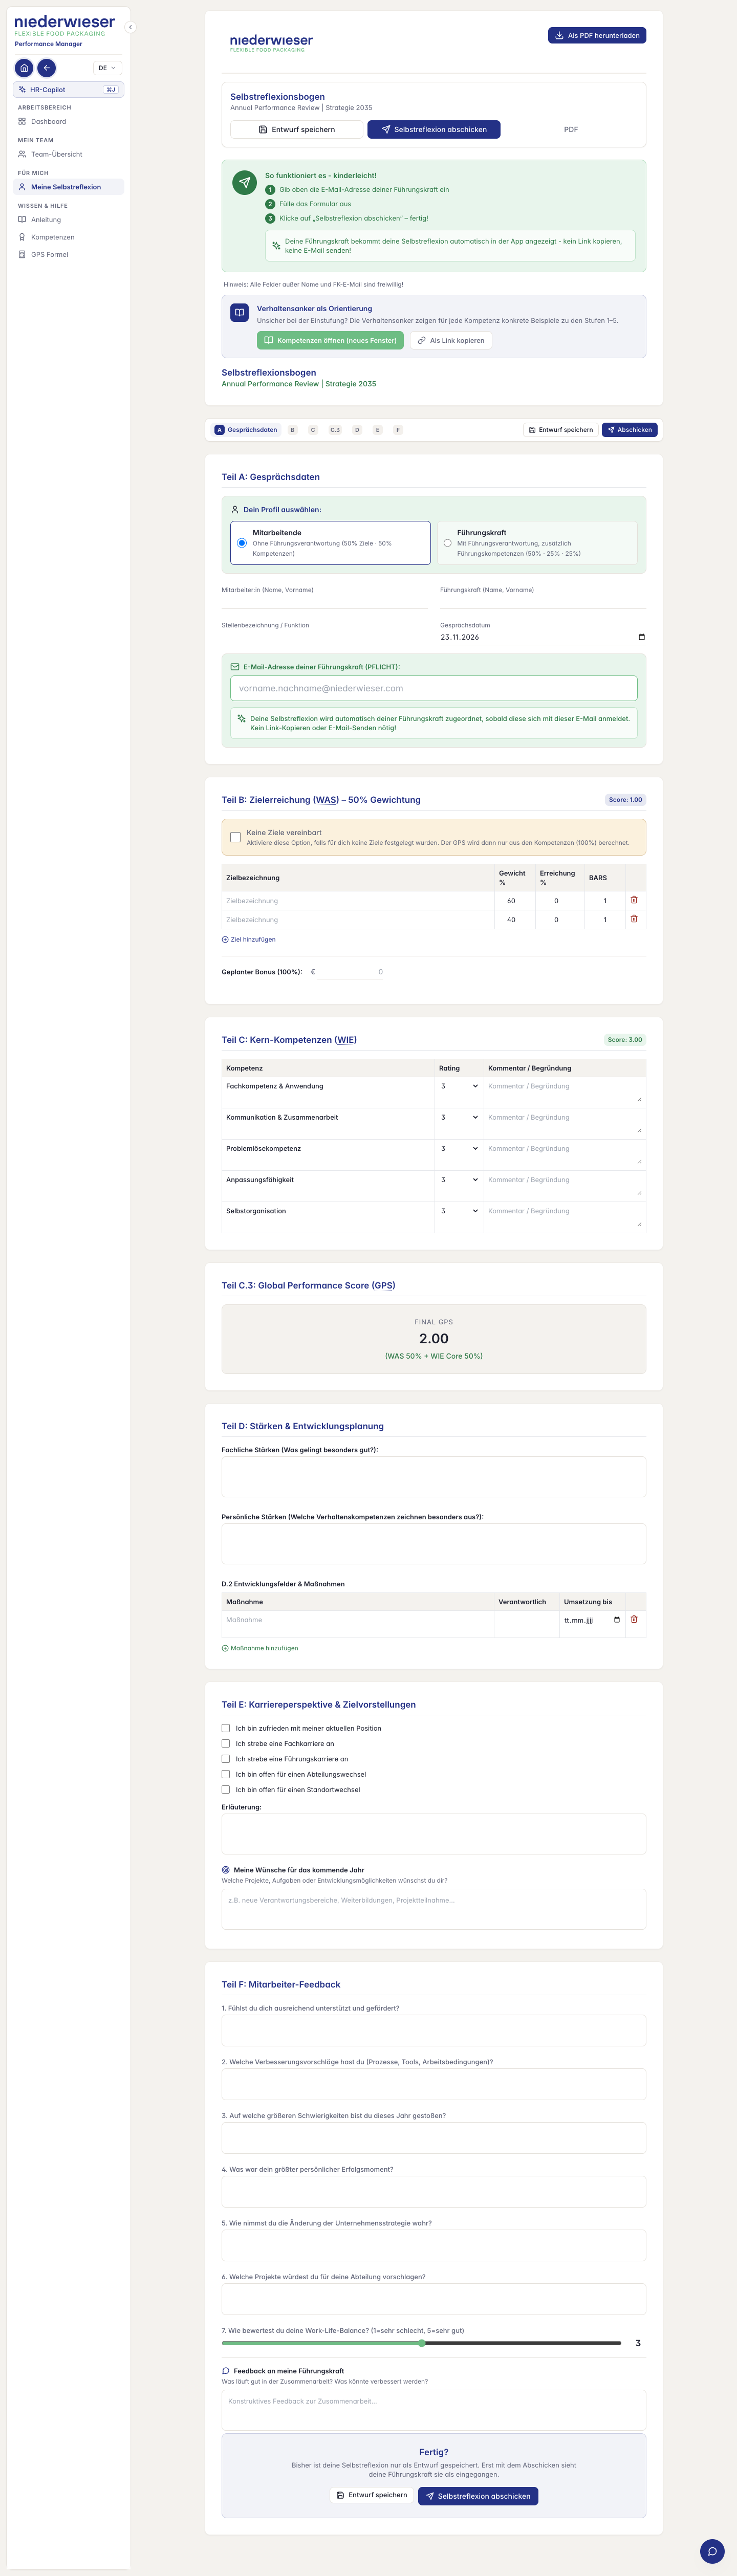 niederwieser
FLEXIBLE FOOD PACKAGING
Performance Manager
DE
HR-Copilot
⌘J
ARBEITSBEREICH
Dashboard
MEIN TEAM
Team-Übersicht
FÜR MICH
Meine Selbstreflexion
WISSEN & HILFE
Anleitung
Kompetenzen
GPS Formel
niederwieser
FLEXIBLE FOOD PACKAGING
Als PDF herunterladen
Selbstreflexionsbogen
Annual Performance Review | Strategie 2035
Entwurf speichern
Selbstreflexion abschicken
PDF
So funktioniert es - kinderleicht!
1 Gib oben die E-Mail-Adresse deiner Führungskraft ein
2 Fülle das Formular aus
3 Klicke auf „Selbstreflexion abschicken" – fertig!
Deine Führungskraft bekommt deine Selbstreflexion automatisch in der App angezeigt - kein Link kopieren,
keine E-Mail senden!
Hinweis: Alle Felder außer Name und FK-E-Mail sind freiwillig!
Verhaltensanker als Orientierung
Unsicher bei der Einstufung? Die Verhaltensanker zeigen für jede Kompetenz konkrete Beispiele zu den Stufen 1–5.
Kompetenzen öffnen (neues Fenster)
Als Link kopieren
Selbstreflexionsbogen
Annual Performance Review | Strategie 2035
A Gesprächsdaten B C C.3 D E F
Entwurf speichern
Abschicken
Teil A: Gesprächsdaten
Dein Profil auswählen:
Mitarbeitende
Ohne Führungsverantwortung (50% Ziele · 50%
Kompetenzen)
Führungskraft
Mit Führungsverantwortung, zusätzlich
Führungskompetenzen (50% · 25% · 25%)
Mitarbeiter:in (Name, Vorname)
Führungskraft (Name, Vorname)
Stellenbezeichnung / Funktion
Gesprächsdatum
23.11.2026
E-Mail-Adresse deiner Führungskraft (PFLICHT):
vorname.nachname@niederwieser.com
Deine Selbstreflexion wird automatisch deiner Führungskraft zugeordnet, sobald diese sich mit dieser E-Mail anmeldet.
Kein Link-Kopieren oder E-Mail-Senden nötig!
Teil B: Zielerreichung (WAS) – 50% Gewichtung
Score: 1.00
Keine Ziele vereinbart
Aktiviere diese Option, falls für dich keine Ziele festgelegt wurden. Der GPS wird dann nur aus den Kompetenzen (100%) berechnet.
Zielbezeichnung Gewicht % Erreichung % BARS
Zielbezeichnung 60 0 1
Zielbezeichnung 40 0 1
Ziel hinzufügen
Geplanter Bonus (100%): € 0
Teil C: Kern-Kompetenzen (WIE)
Score: 3.00
Kompetenz Rating Kommentar / Begründung
Fachkompetenz & Anwendung 3 Kommentar / Begründung
Kommunikation & Zusammenarbeit 3 Kommentar / Begründung
Problemlösekompetenz 3 Kommentar / Begründung
Anpassungsfähigkeit 3 Kommentar / Begründung
Selbstorganisation 3 Kommentar / Begründung
Teil C.3: Global Performance Score (GPS)
FINAL GPS
2.00
(WAS 50% + WIE Core 50%)
Teil D: Stärken & Entwicklungsplanung
Fachliche Stärken (Was gelingt besonders gut?):
Persönliche Stärken (Welche Verhaltenskompetenzen zeichnen besonders aus?):
D.2 Entwicklungsfelder & Maßnahmen
Maßnahme Verantwortlich Umsetzung bis
Maßnahme tt.mm.jjjj
Maßnahme hinzufügen
Teil E: Karriereperspektive & Zielvorstellungen
Ich bin zufrieden mit meiner aktuellen Position
Ich strebe eine Fachkarriere an
Ich strebe eine Führungskarriere an
Ich bin offen für einen Abteilungswechsel
Ich bin offen für einen Standortwechsel
Erläuterung:
Meine Wünsche für das kommende Jahr
Welche Projekte, Aufgaben oder Entwicklungsmöglichkeiten wünschst du dir?
z.B. neue Verantwortungsbereiche, Weiterbildungen, Projektteilnahme...
Teil F: Mitarbeiter-Feedback
1. Fühlst du dich ausreichend unterstützt und gefördert?
2. Welche Verbesserungsvorschläge hast du (Prozesse, Tools, Arbeitsbedingungen)?
3. Auf welche größeren Schwierigkeiten bist du dieses Jahr gestoßen?
4. Was war dein größter persönlicher Erfolgsmoment?
5. Wie nimmst du die Änderung der Unternehmensstrategie wahr?
6. Welche Projekte würdest du für deine Abteilung vorschlagen?
7. Wie bewertest du deine Work-Life-Balance? (1=sehr schlecht, 5=sehr gut)
3
Feedback an meine Führungskraft
Was läuft gut in der Zusammenarbeit? Was könnte verbessert werden?
Konstruktives Feedback zur Zusammenarbeit...
Fertig?
Bisher ist deine Selbstreflexion nur als Entwurf gespeichert. Erst mit dem Abschicken sieht
deine Führungskraft sie als eingegangen.
Entwurf speichern
Selbstreflexion abschicken